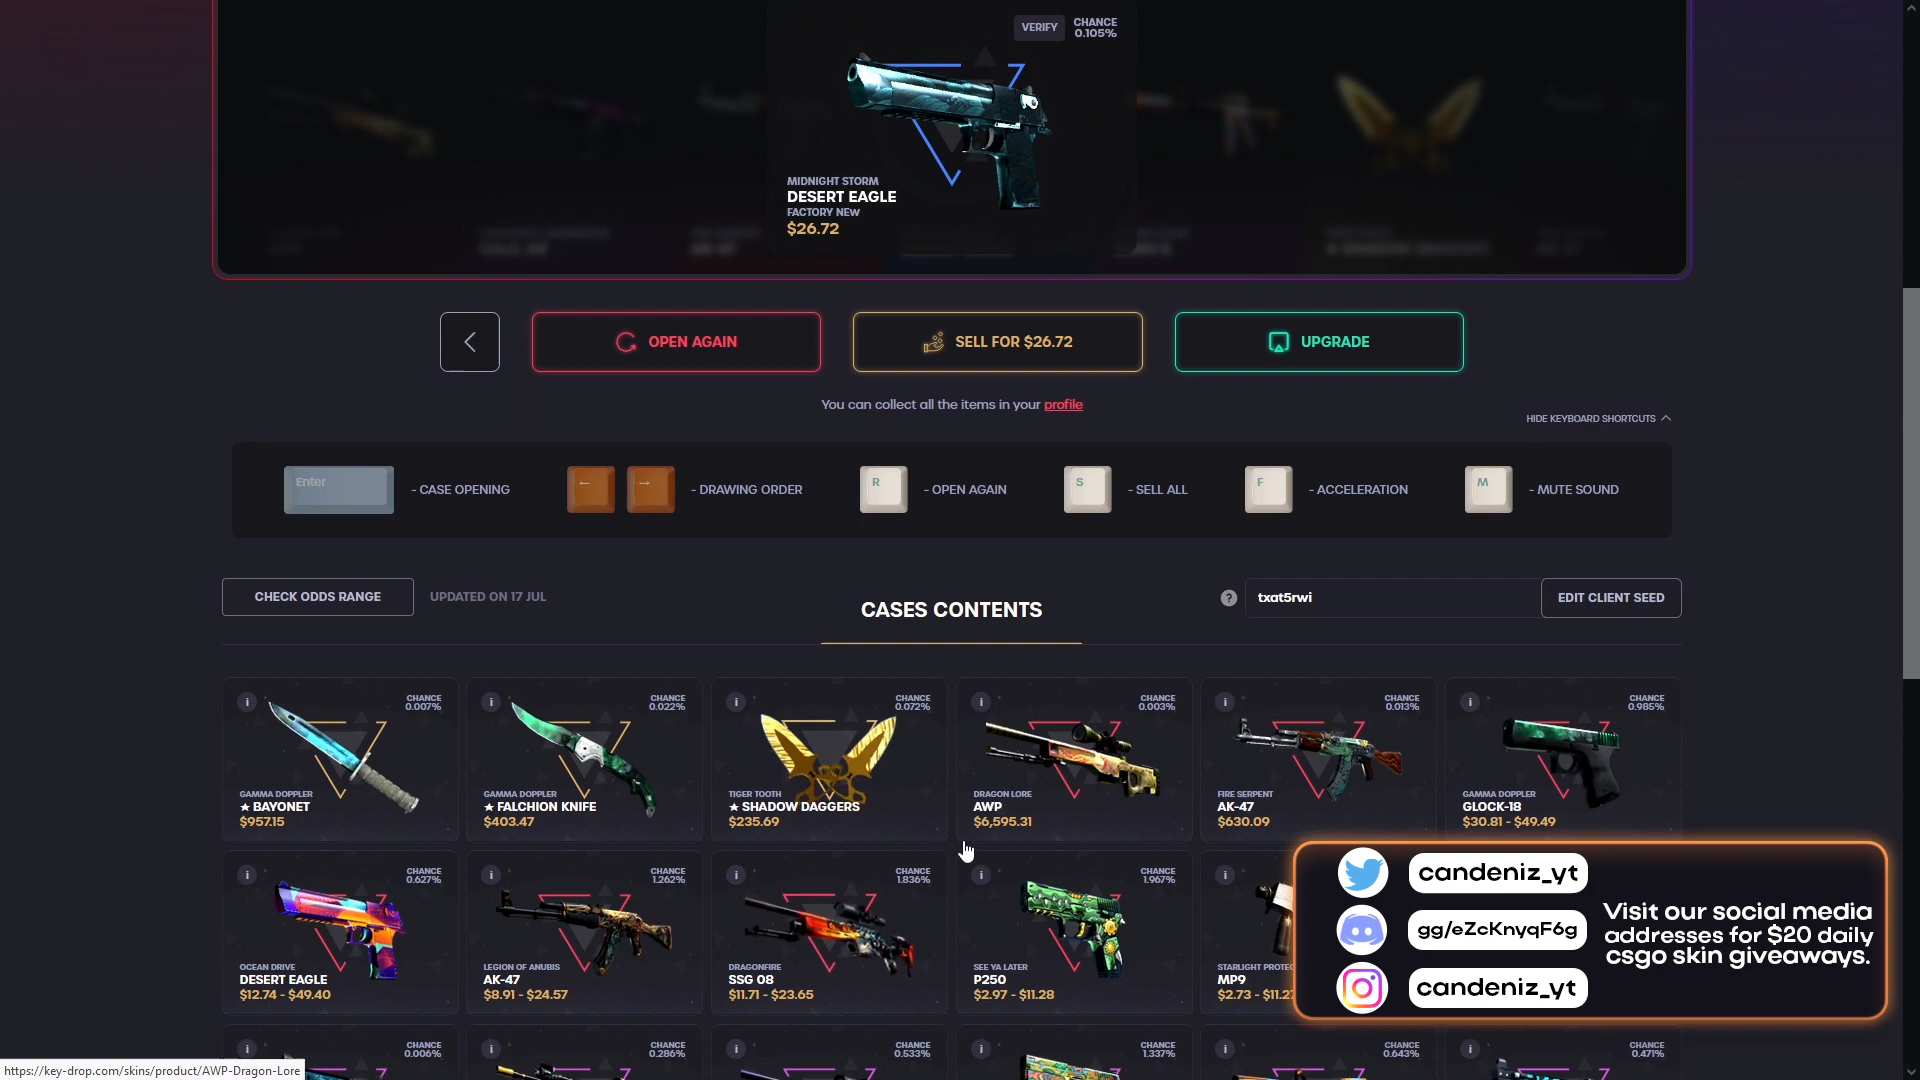 VERIFY
CHANCE
0.105%
MIDNIGHT STORM
DESERT EAGLE
FACTORY NEW
$26.72
OPEN AGAIN
SELL FOR $26.72
UPGRADE
You can collect all the items in your profile
HIDE KEYBOARD SHORTCUTS
Enter
- CASE OPENING
← →
- DRAWING ORDER
R
- OPEN AGAIN
S
- SELL ALL
F
- ACCELERATION
M
- MUTE SOUND
CHECK ODDS RANGE
UPDATED ON 17 JUL
CASES CONTENTS
?
txat5rwi
EDIT CLIENT SEED
i
CHANCE
0.007%
GAMMA DOPPLER
★ BAYONET
$957.15
i
CHANCE
0.022%
GAMMA DOPPLER
★ FALCHION KNIFE
$403.47
i
CHANCE
0.072%
TIGER TOOTH
★ SHADOW DAGGERS
$235.69
i
CHANCE
0.003%
DRAGON LORE
AWP
$6,595.31
i
CHANCE
0.013%
FIRE SERPENT
AK-47
$630.09
i
CHANCE
0.985%
GAMMA DOPPLER
GLOCK-18
$30.81 - $49.49
i
CHANCE
0.627%
OCEAN DRIVE
DESERT EAGLE
$12.74 - $49.40
i
CHANCE
1.262%
LEGION OF ANUBIS
AK-47
$8.91 - $24.57
i
CHANCE
1.836%
DRAGONFIRE
SSG 08
$11.71 - $23.65
i
CHANCE
1.967%
SEE YA LATER
P250
$2.97 - $11.28
i
STARLIGHT PROTEC
MP9
$2.73 - $11.27
candeniz_yt
gg/eZcKnyqF6g
candeniz_yt
Visit our social media
addresses for $20 daily
csgo skin giveaways.
i
CHANCE
0.006%
i
CHANCE
0.286%
i
CHANCE
0.533%
i
CHANCE
1.337%
i
CHANCE
0.643%
i
CHANCE
0.471%
https://key-drop.com/skins/product/AWP-Dragon-Lore